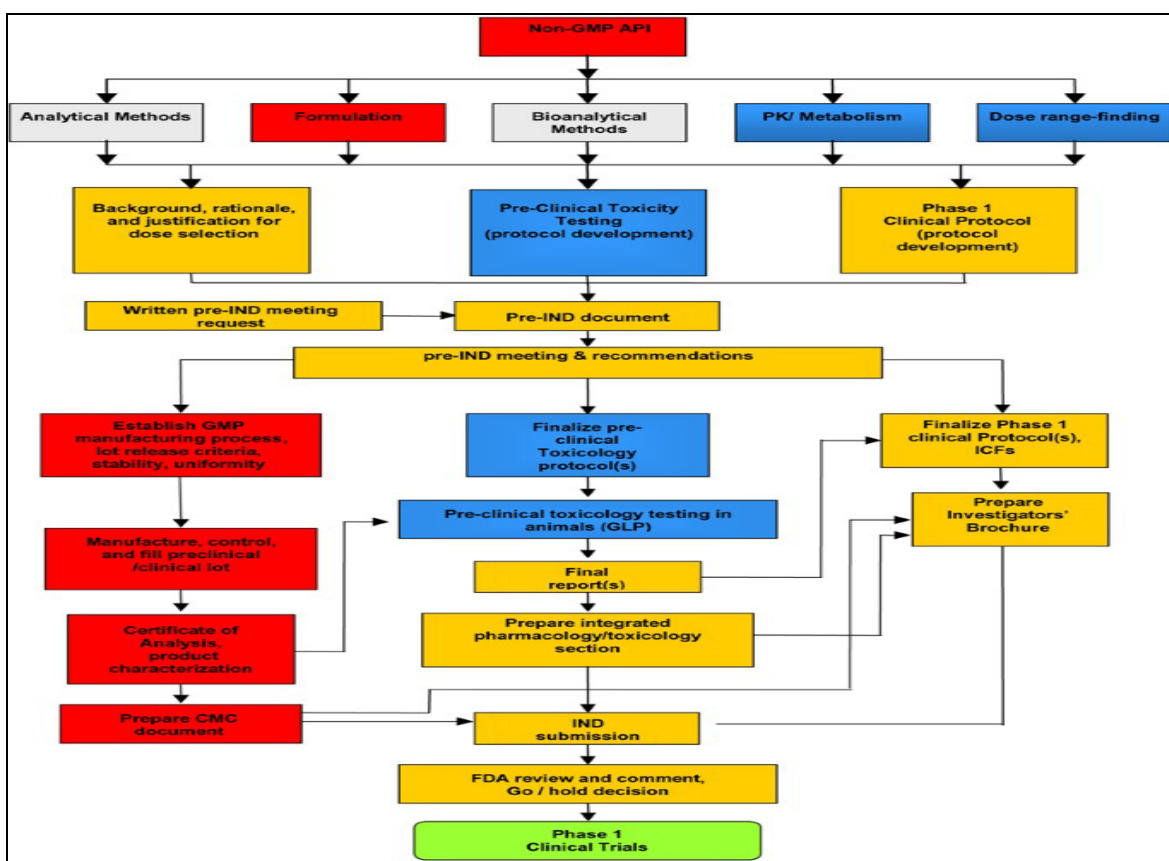 Non-GMP API
Analytical Methods
Formulation
Bioanalytical
Methods
PK/ Metabolism
Dose range-finding
Background, rationale,
and justification for
dose selection
Pre-Clinical Toxicity
Testing
(protocol development)
Phase 1
Clinical Protocol
(protocol
development)
Written pre-IND meeting
request
Pre-IND document
pre-IND meeting & recommendations
Establish GMP
manufacturing process,
lot release criteria,
stability, uniformity
Finalize pre-
clinical
Toxicology
protocol(s)
Finalize Phase 1
clinical Protocol(s),
ICFs
Pre-clinical toxicology testing in
animals (GLP)
Prepare
Investigators'
Brochure
Manufacture, control,
and fill preclinical
/clinical lot
Final
report(s)
Certificate of
Analysis,
product
characterization
Prepare integrated
pharmacology/toxicology
section
Prepare CMC
document
IND
submission
FDA review and comment,
Go / hold decision
Phase 1
Clinical Trials